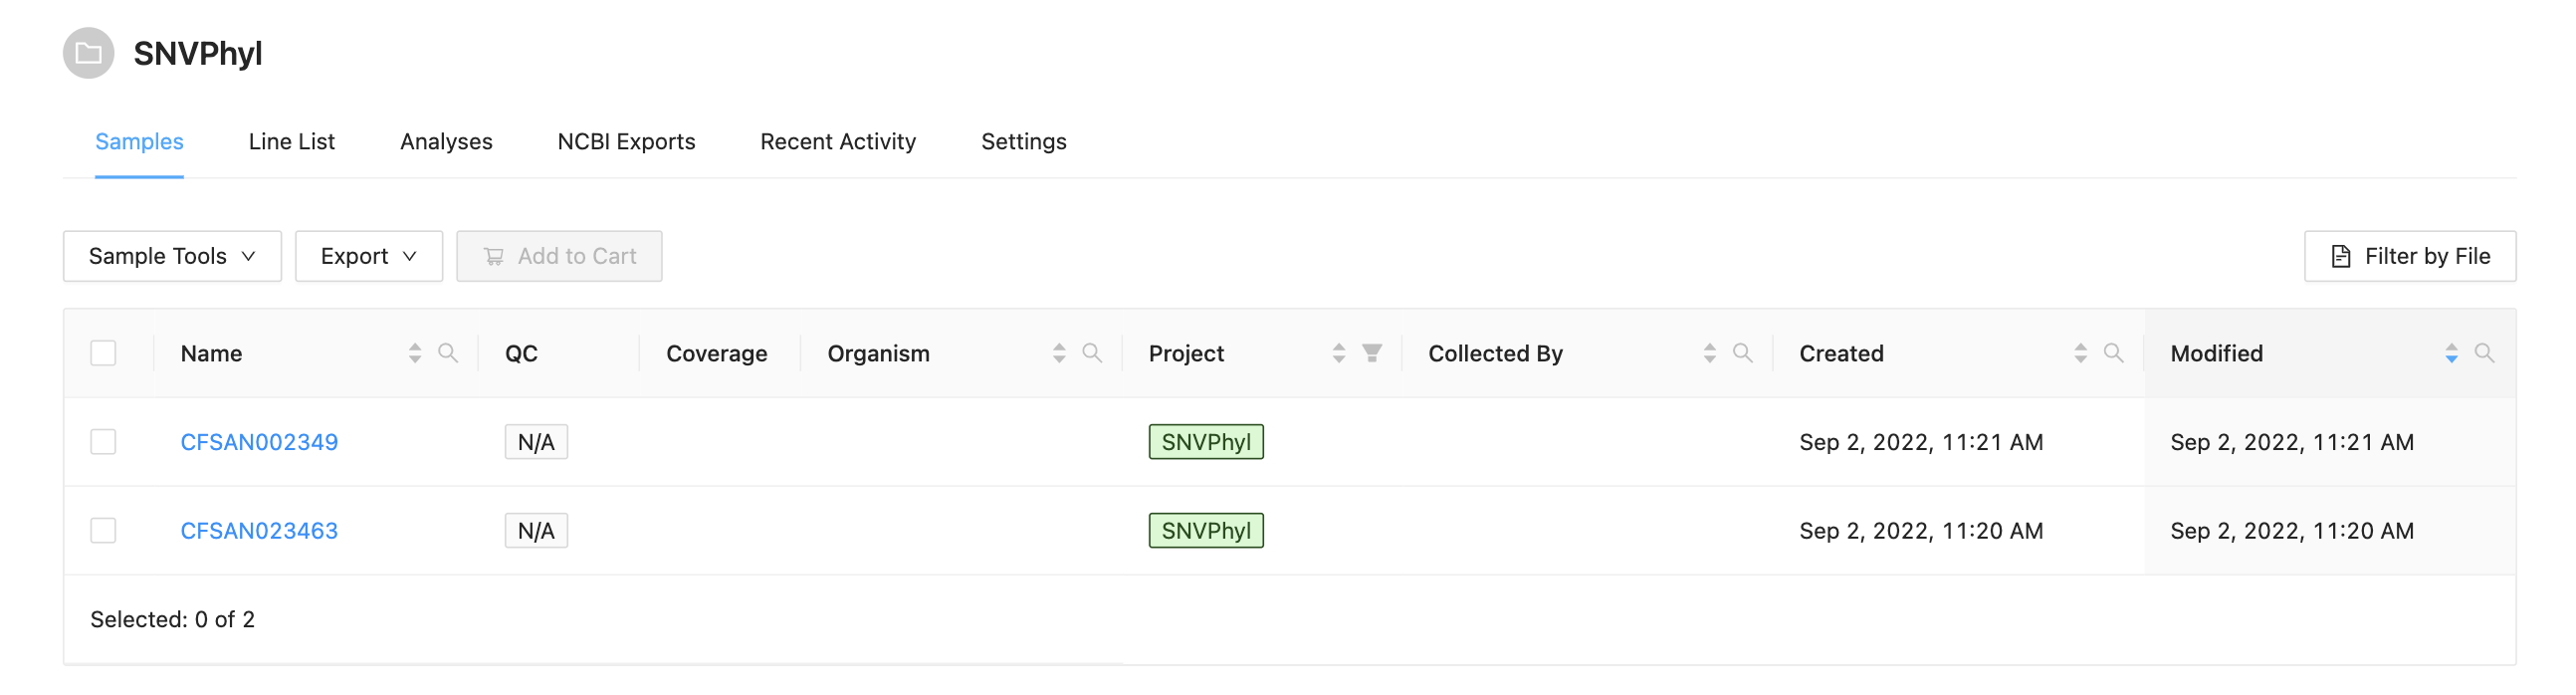 SNVPhyl
Samples Line List Analyses NCBI Exports Recent Activity Settings
Sample Tools Export Add to Cart Filter by File
Name QC Coverage Organism Project Collected By Created Modified
CFSAN002349 N/A SNVPhyl Sep 2, 2022, 11:21 AM Sep 2, 2022, 11:21 AM
CFSAN023463 N/A SNVPhyl Sep 2, 2022, 11:20 AM Sep 2, 2022, 11:20 AM
Selected: 0 of 2